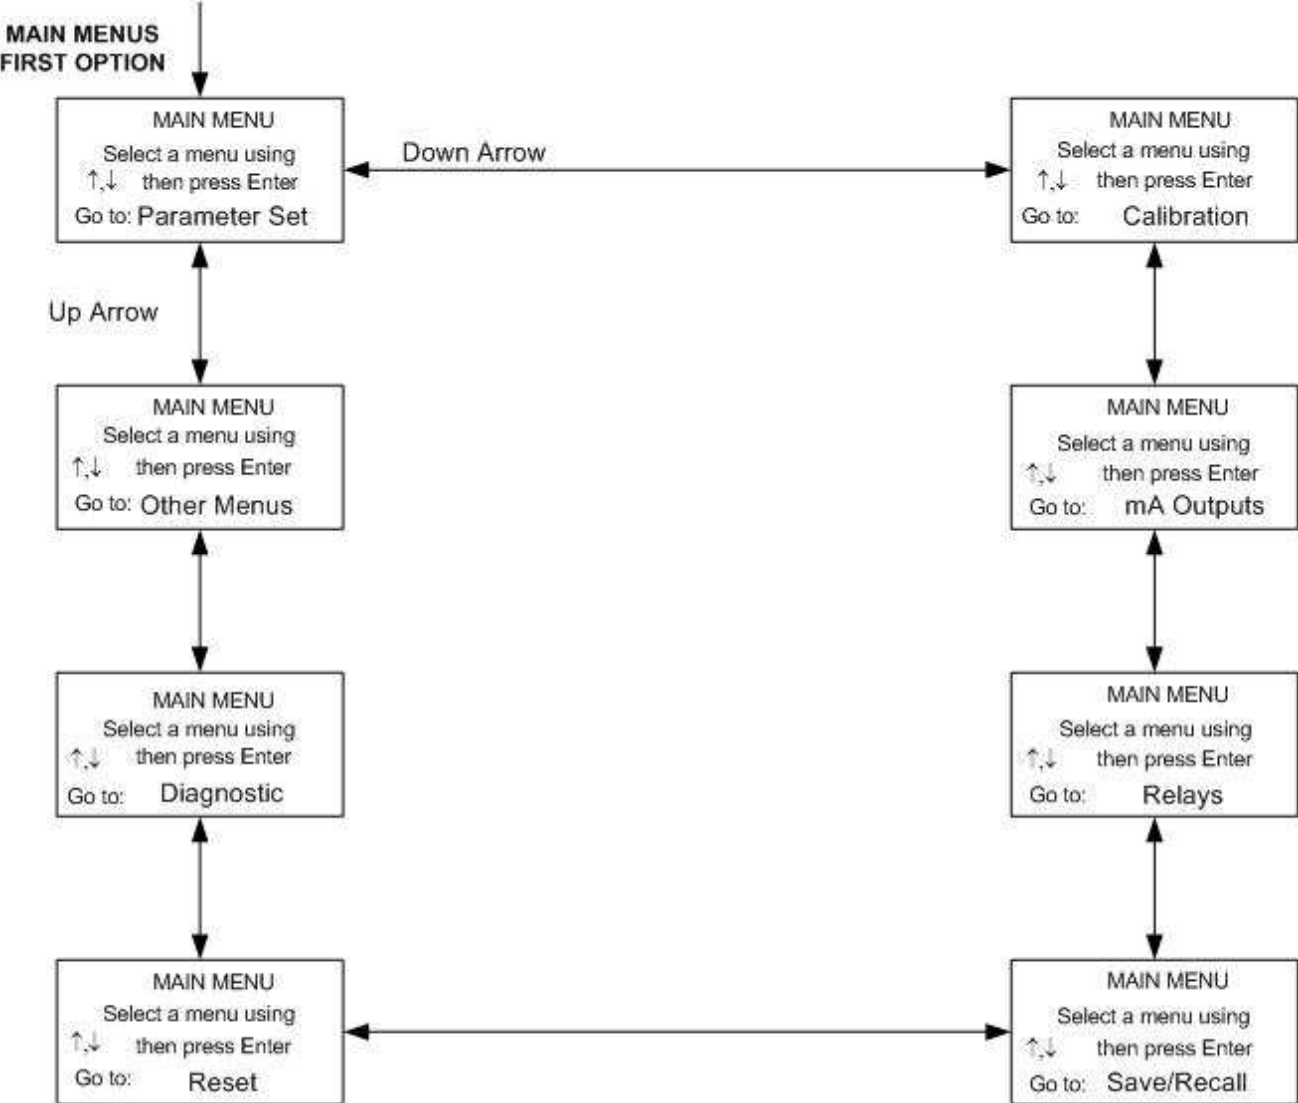 MAIN MENUS
FIRST OPTION
MAIN MENU
Select a menu using
↑,↓ then press Enter
Go to: Parameter Set
Down Arrow
MAIN MENU
Select a menu using
↑,↓ then press Enter
Go to: Calibration
Up Arrow
MAIN MENU
Select a menu using
↑,↓ then press Enter
Go to: Other Menus
MAIN MENU
Select a menu using
↑,↓ then press Enter
Go to: mA Outputs
MAIN MENU
Select a menu using
↑,↓ then press Enter
Go to: Diagnostic
MAIN MENU
Select a menu using
↑,↓ then press Enter
Go to: Relays
MAIN MENU
Select a menu using
↑,↓ then press Enter
Go to: Reset
MAIN MENU
Select a menu using
↑,↓ then press Enter
Go to: Save/Recall